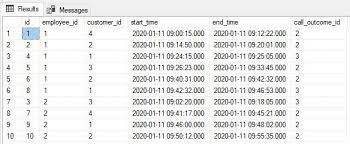 Results Messages
id employee_id customer_id start_time end_time call_outcome_id
1 1 1 4 2020-01-11 09:00:15.000 2020-01-11 09:12:22.000 2
2 2 1 2 2020-01-11 09:14:50.000 2020-01-11 09:20:01.000 2
3 4 1 1 2020-01-11 09:24:15.000 2020-01-11 09:25:05.000 3
4 5 1 3 2020-01-11 09:26:23.000 2020-01-11 09:33:45.000 2
5 6 1 2 2020-01-11 09:40:31.000 2020-01-11 09:42:32.000 2
6 8 1 1 2020-01-11 09:42:32.000 2020-01-11 09:46:53.000 2
7 3 2 3 2020-01-11 09:02:20.000 2020-01-11 09:18:05.000 3
8 7 2 4 2020-01-11 09:41:17.000 2020-01-11 09:45:21.000 2
9 9 2 1 2020-01-11 09:46:00.000 2020-01-11 09:48:02.000 2
10 10 2 2 2020-01-11 09:50:12.000 2020-01-11 09:55:35.000 2